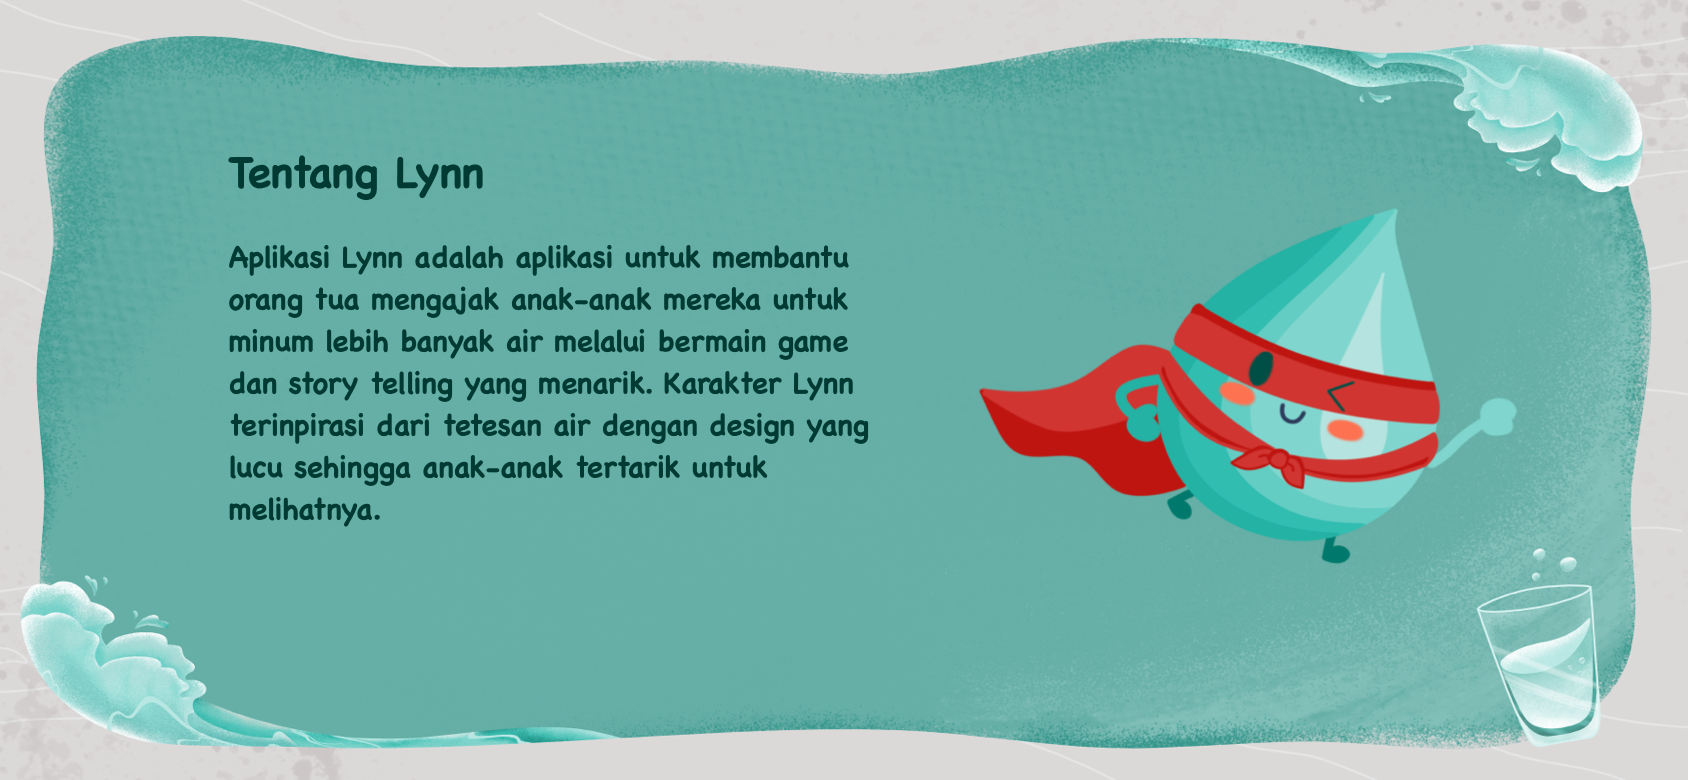 Tentang Lynn
Aplikasi Lynn adalah aplikasi untuk membantu
orang tua mengajak anak-anak mereka untuk
minum lebih banyak air melalui bermain game
dan story telling yang menarik. Karakter Lynn
terinpirasi dari tetesan air dengan design yang
lucu sehingga anak-anak tertarik untuk
melihatnya.